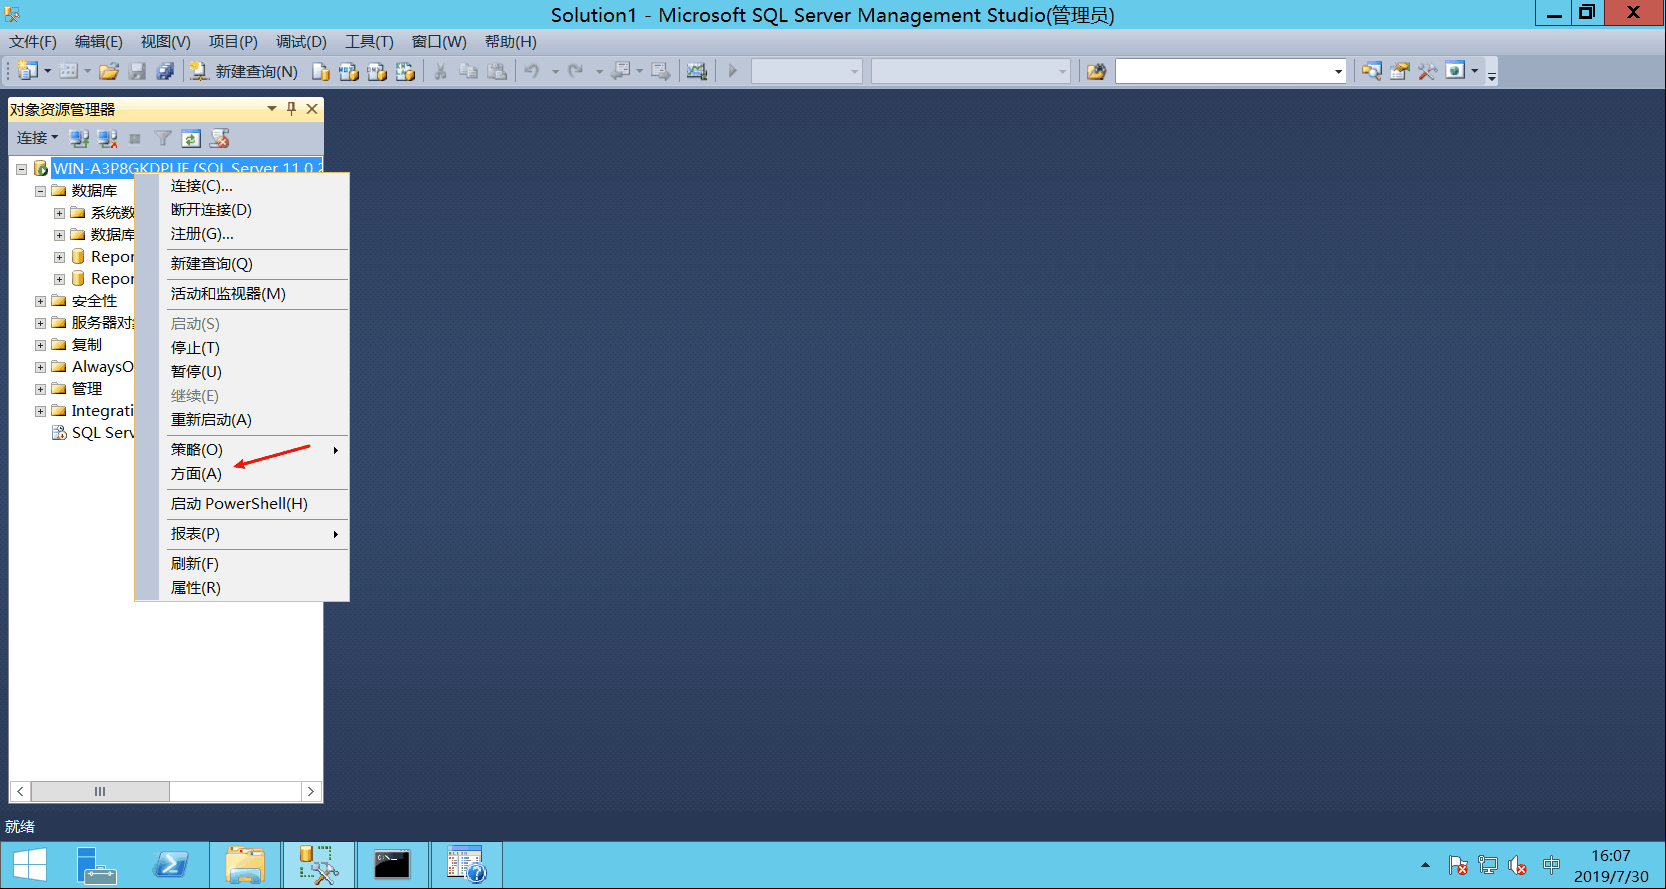 Solution1 - Microsoft SQL Server Management Studio(管理员)
文件(F) 编辑(E) 视图(V) 项目(P) 调试(D) 工具(T) 窗口(W) 帮助(H)
新建查询(N)
对象资源管理器
连接
WIN-A3P8GKDPLIF (SQL Server 11.0.2
数据库
系统数
数据库
Repor
Repor
安全性
服务器对
复制
AlwaysO
管理
Integrati
SQL Serv
连接(C)...
断开连接(D)
注册(G)...
新建查询(Q)
活动和监视器(M)
启动(S)
停止(T)
暂停(U)
继续(E)
重新启动(A)
策略(O)
方面(A)
启动 PowerShell(H)
报表(P)
刷新(F)
属性(R)
就绪
中
16:07
2019/7/30